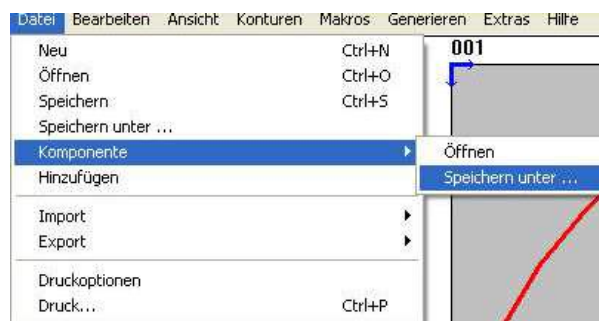 Datei Bearbeiten Ansicht Konturen Makros Generieren Extras Hilfe
Neu Ctrl+N
Öffnen Ctrl+O
Speichern Ctrl+S
Speichern unter ...
Komponente
Hinzufügen
Import
Export
Druckoptionen
Druck... Ctrl+P
001
Öffnen
Speichern unter ...